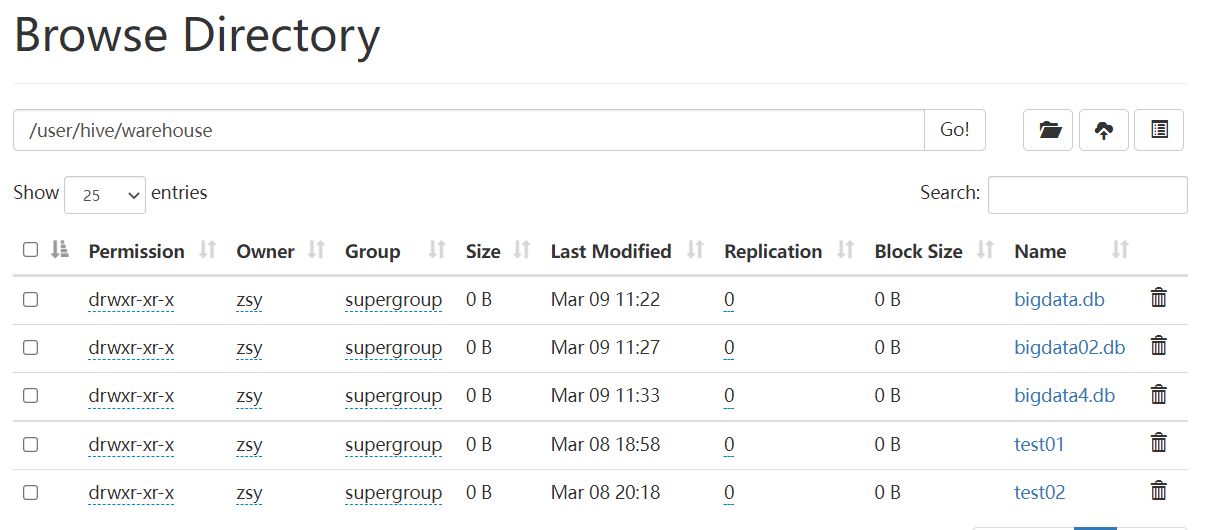 Browse Directory
/user/hive/warehouse Go!
Show 25 entries Search:
Permission Owner Group Size Last Modified Replication Block Size Name
drwxr-xr-x zsy supergroup 0 B Mar 09 11:22 0 0 B bigdata.db
drwxr-xr-x zsy supergroup 0 B Mar 09 11:27 0 0 B bigdata02.db
drwxr-xr-x zsy supergroup 0 B Mar 09 11:33 0 0 B bigdata4.db
drwxr-xr-x zsy supergroup 0 B Mar 08 18:58 0 0 B test01
drwxr-xr-x zsy supergroup 0 B Mar 08 20:18 0 0 B test02